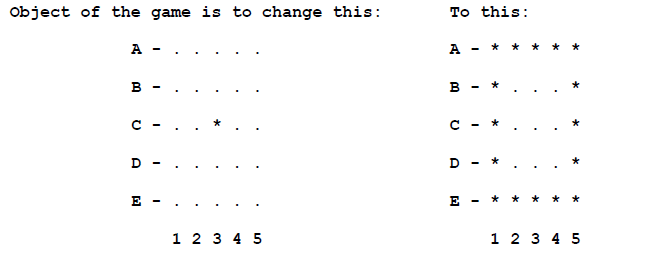 Object of the game is to change this: To this:
A - . . . . . A - * * * * *
B - . . . . . B - * . . . *
C - . . * . . C - * . . . *
D - . . . . . D - * . . . *
E - . . . . . E - * * * * *
1 2 3 4 5 1 2 3 4 5